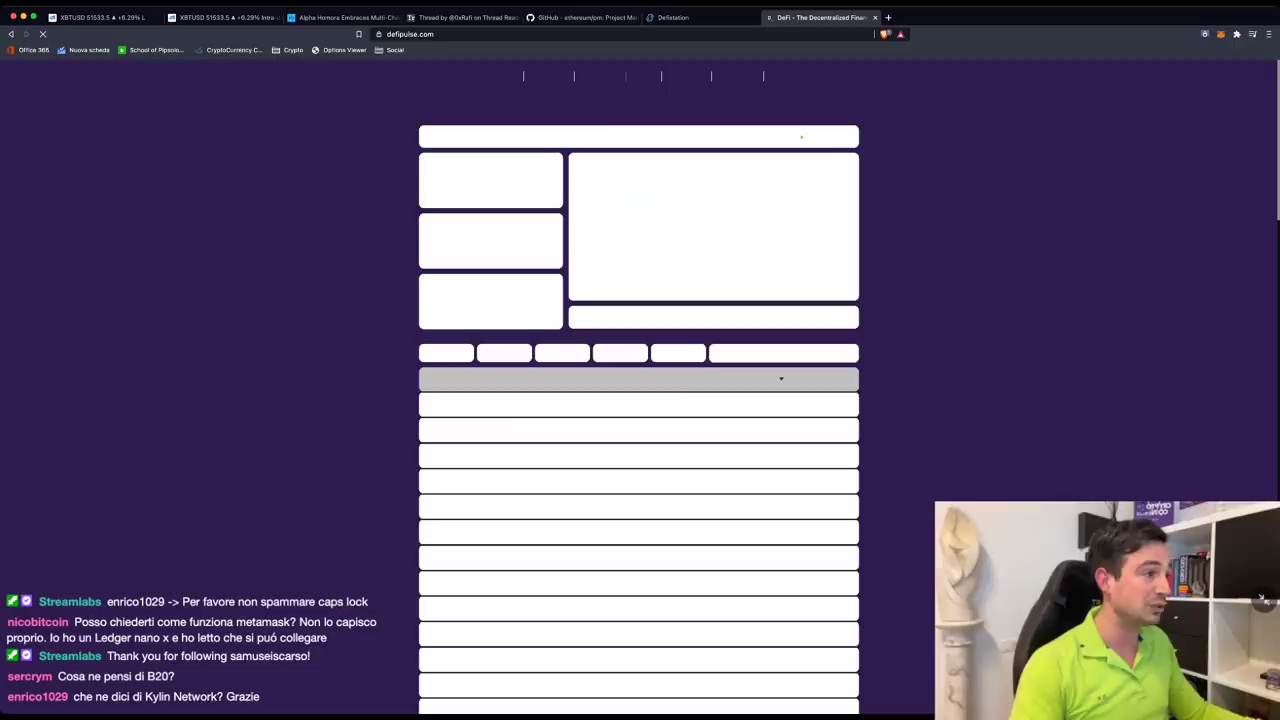 XBTUSD 51533.5 ▲ +6.29% L
XBTUSD 51533.5 ▲ +6.29% Intra-
Alpha Homora Embraces Multi-Cha
Thread by @0xRafi on Thread Read
GitHub - ethereum/pm: Project Man
Defistation
DeFi - The Decentralized Finan
defipulse.com
Office 365
Nuova scheda
School of Pipsolo...
CryptoCurrency C...
Crypto
Options Viewer
Social
Streamlabs enrico1029 -> Per favore non spammare caps lock
nicobitcoin Posso chiederti come funziona metamask? Non lo capisco
proprio. Io ho un Ledger nano x e ho letto che si puó collegare
Streamlabs Thank you for following samuseiscarso!
sercrym Cosa ne pensi di B20?
enrico1029 che ne dici di Kylin Network? Grazie